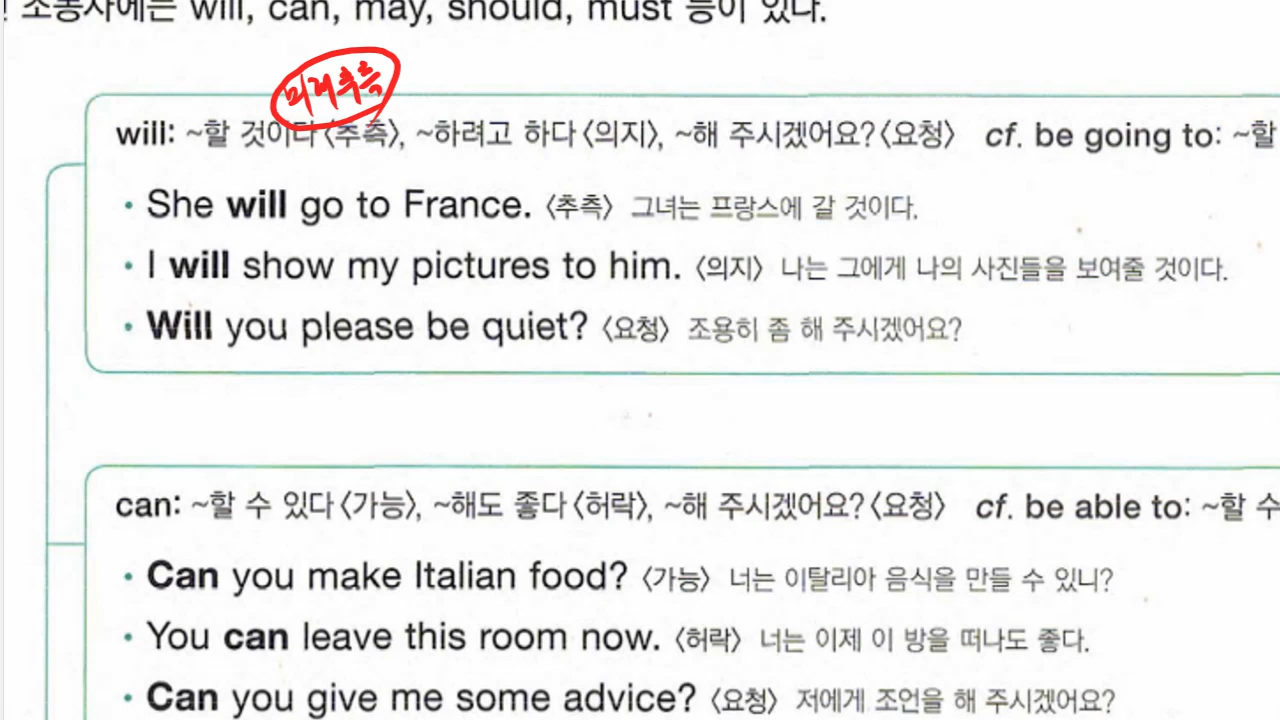 조동사에는 will, can, may, should, must 등이 있다.
미래추측
will: ~할 것이다〈추측〉, ~하려고 하다〈의지〉, ~해 주시겠어요?〈요청〉 cf. be going to: ~할
• She will go to France. 〈추측〉 그녀는 프랑스에 갈 것이다.
• I will show my pictures to him. 〈의지〉 나는 그에게 나의 사진들을 보여줄 것이다.
• Will you please be quiet? 〈요청〉 조용히 좀 해 주시겠어요?
can: ~할 수 있다〈가능〉, ~해도 좋다〈허락〉, ~해 주시겠어요?〈요청〉 cf. be able to: ~할 수
• Can you make Italian food? 〈가능〉 너는 이탈리아 음식을 만들 수 있니?
• You can leave this room now. 〈허락〉 너는 이제 이 방을 떠나도 좋다.
• Can you give me some advice? 〈요청〉 저에게 조언을 해 주시겠어요?